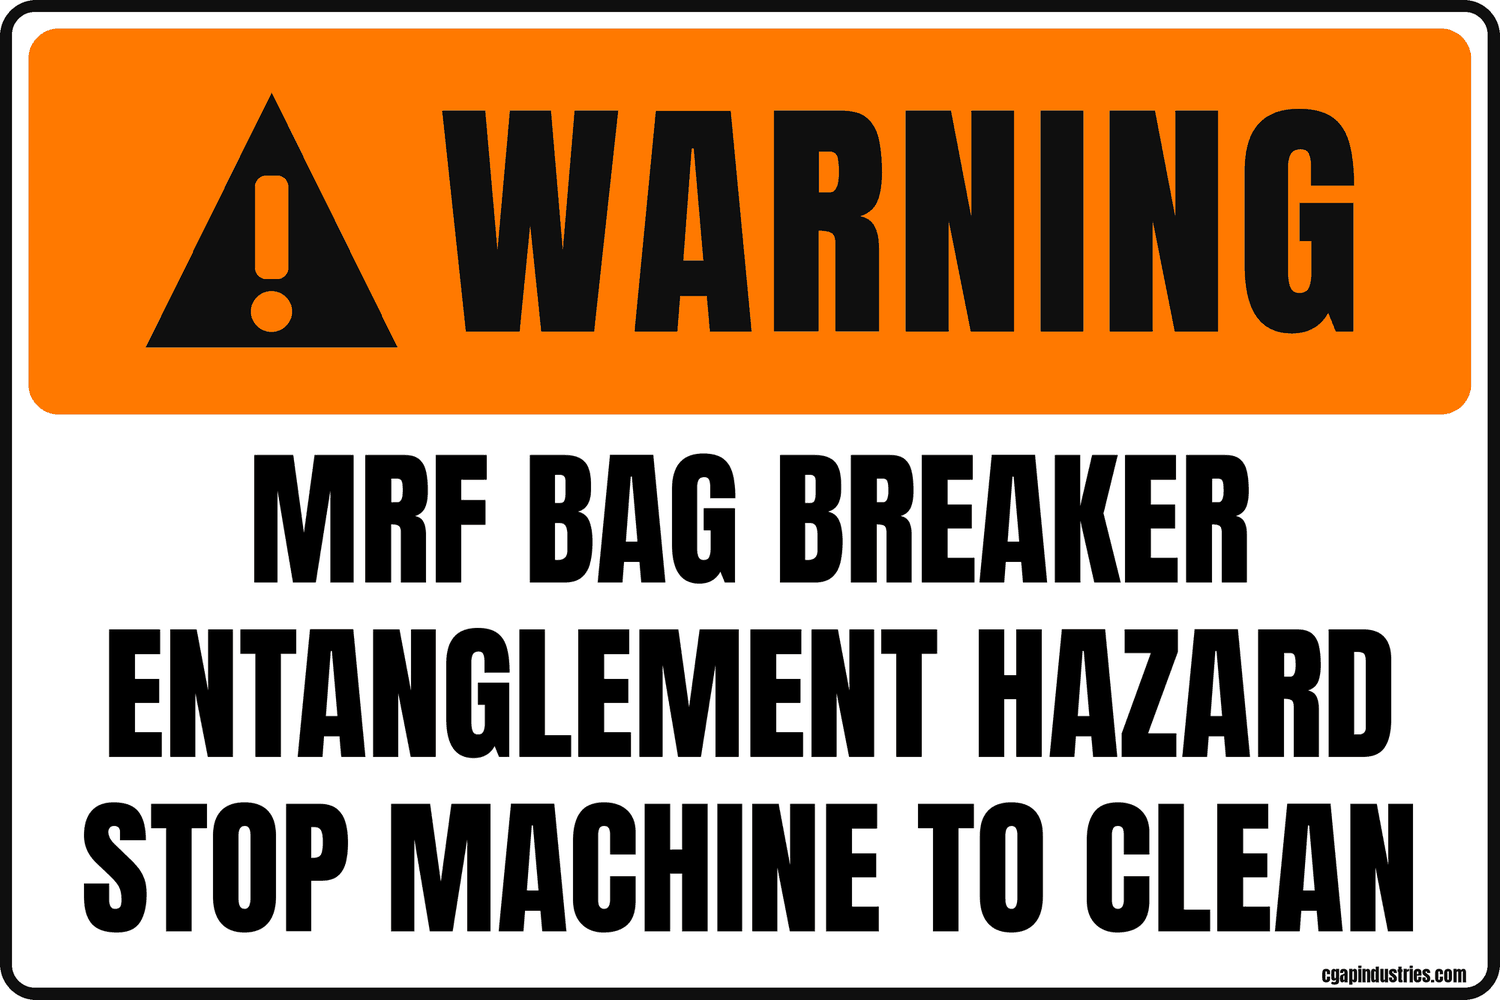 WARNING
MRF BAG BREAKER
ENTANGLEMENT HAZARD
STOP MACHINE TO CLEAN
cgapindustries.com